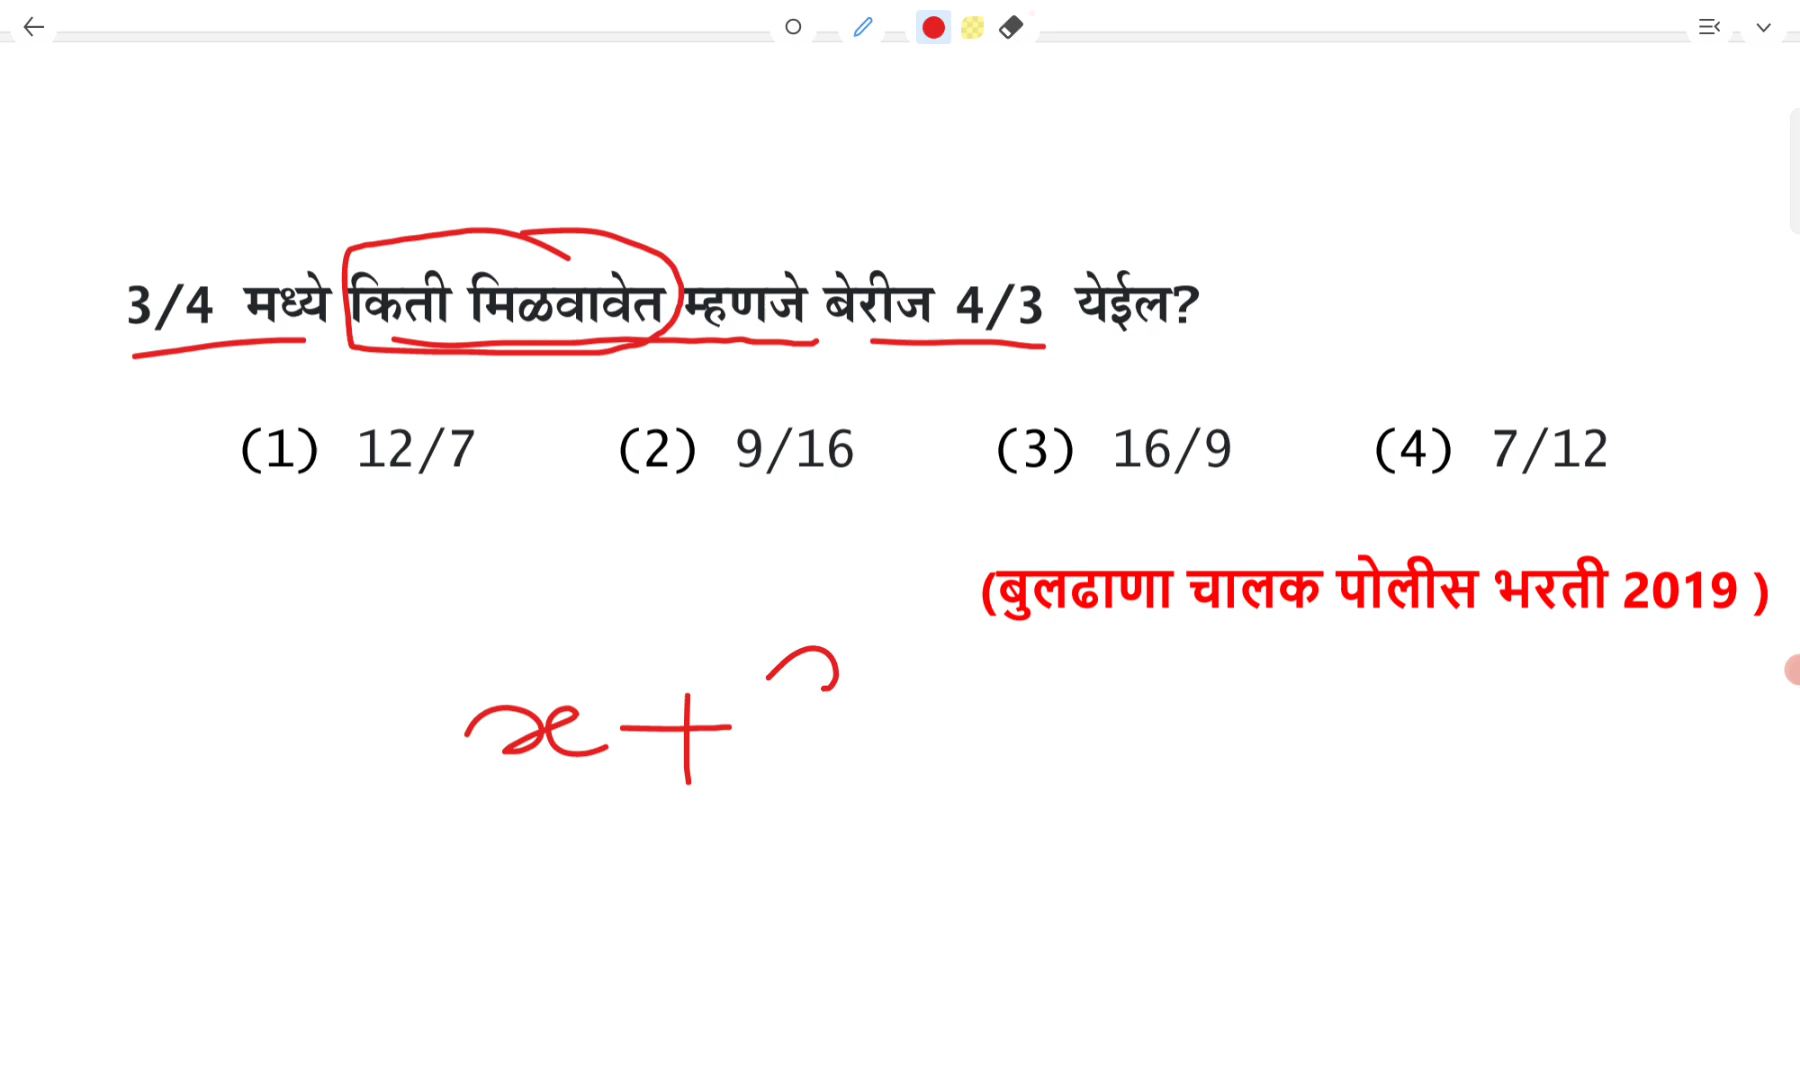 3/4 मध्ये किती मिळवावेत म्हणजे बेरीज 4/3 येईल?
(1) 12/7 (2) 9/16 (3) 16/9 (4) 7/12
(बुलढाणा चालक पोलीस भरती 2019 )
x +